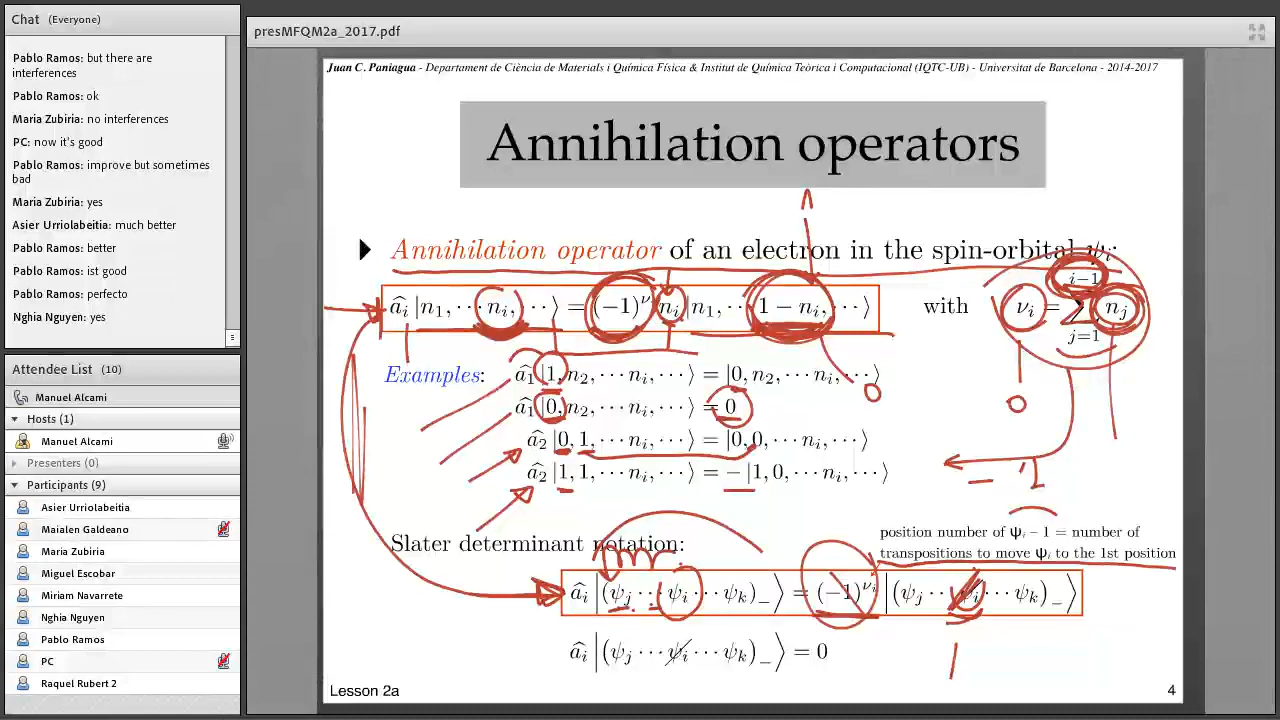 Chat (Everyone)
Pablo Ramos: but there are
interferences
Pablo Ramos: ok
Maria Zubiria: no interferences
PC: now it's good
Pablo Ramos: improve but sometimes
bad
Maria Zubiria: yes
Asier Urriolabeitia: much better
Pablo Ramos: better
Pablo Ramos: ist good
Pablo Ramos: perfecto
Nghia Nguyen: yes
Attendee List (10)
Manuel Alcami
Hosts (1)
Manuel Alcami
Presenters (0)
Participants (9)
Asier Urriolabeitia
Maialen Galdeano
Maria Zubiria
Miguel Escobar
Miriam Navarrete
Nghia Nguyen
Pablo Ramos
PC
Raquel Rubert 2
presMFQM2a_2017.pdf
Juan C. Paniagua - Departament de Ciència de Materials i Química Física & Institut de Química Teòrica i Computacional (IQTC-UB) - Universitat de Barcelona - 2014-2017
Annihilation operators
Annihilation operator of an electron in the spin-orbital ψᵢ:
âᵢ |n₁, ··· nᵢ, ···⟩ = (−1)^νᵢ nᵢ |n₁, ··· 1 − nᵢ, ···⟩ with νᵢ = ∑_{j=1}^{i−1} nⱼ
Examples: â₁ |1, n₂, ··· nᵢ, ···⟩ = |0, n₂, ··· nᵢ, ···⟩
â₁ |0, n₂, ··· nᵢ, ···⟩ = 0
â₂ |0, 1, ··· nᵢ, ···⟩ = |0, 0, ··· nᵢ, ···⟩
â₂ |1, 1, ··· nᵢ, ···⟩ = − |1, 0, ··· nᵢ, ···⟩
0
0
− 1
position number of ψᵢ – 1 = number of
transpositions to move ψᵢ to the 1st position
Slater determinant notation:
âᵢ |(ψⱼ ··· ψᵢ ··· ψₖ)₋⟩ = (−1)^νᵢ |(ψⱼ ··· ψ̸ᵢ ··· ψₖ)₋⟩
âᵢ |(ψⱼ ··· ψ̸ᵢ ··· ψₖ)₋⟩ = 0
Lesson 2a
4